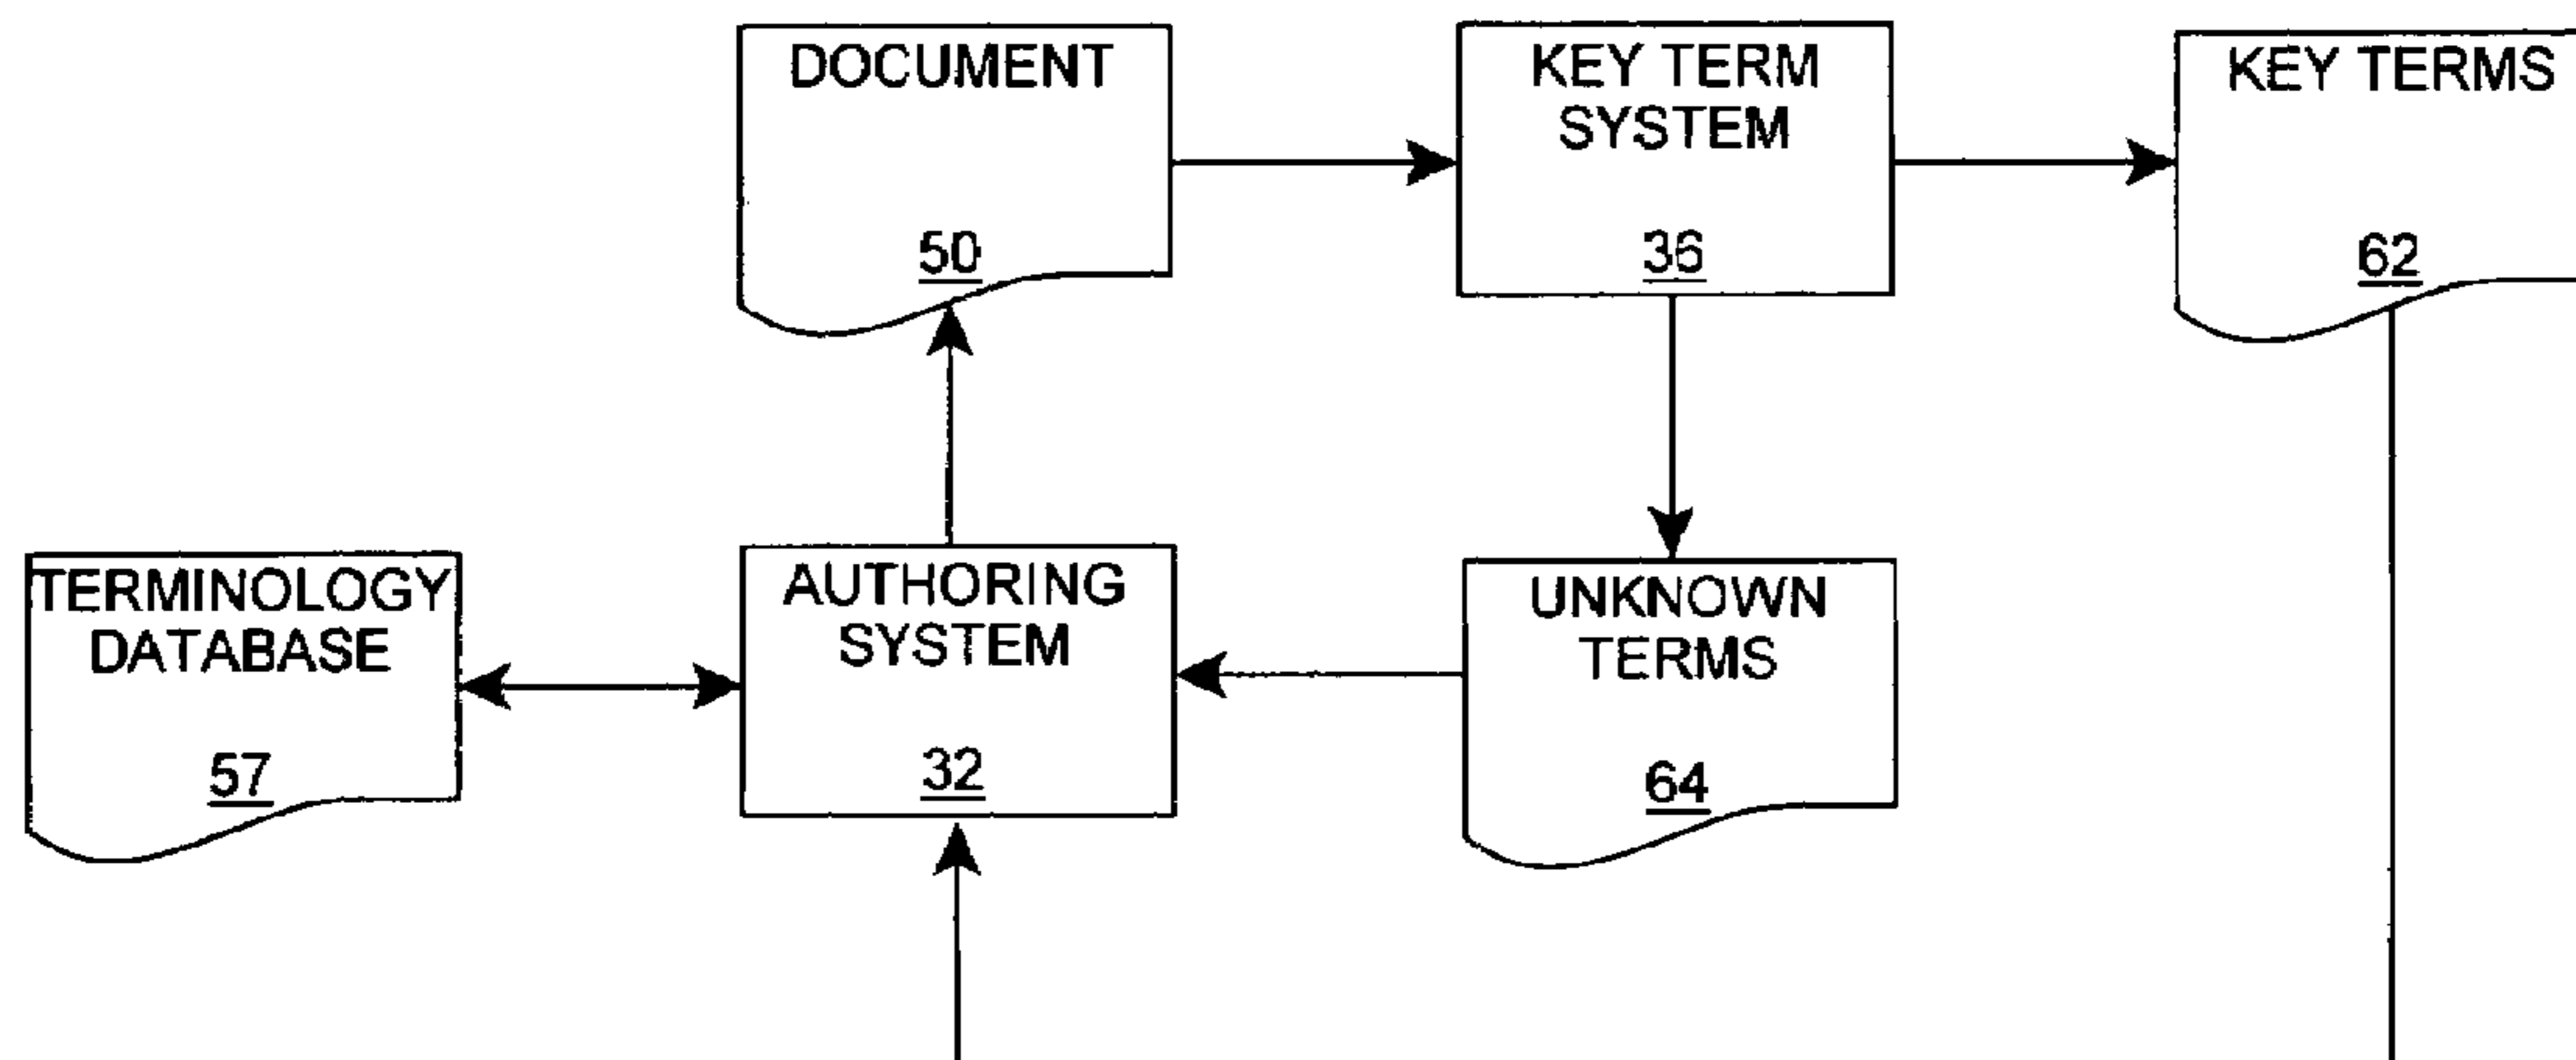 DOCUMENT
50
KEY TERM
SYSTEM
36
KEY TERMS
62
TERMINOLOGY
DATABASE
57
AUTHORING
SYSTEM
32
UNKNOWN
TERMS
64